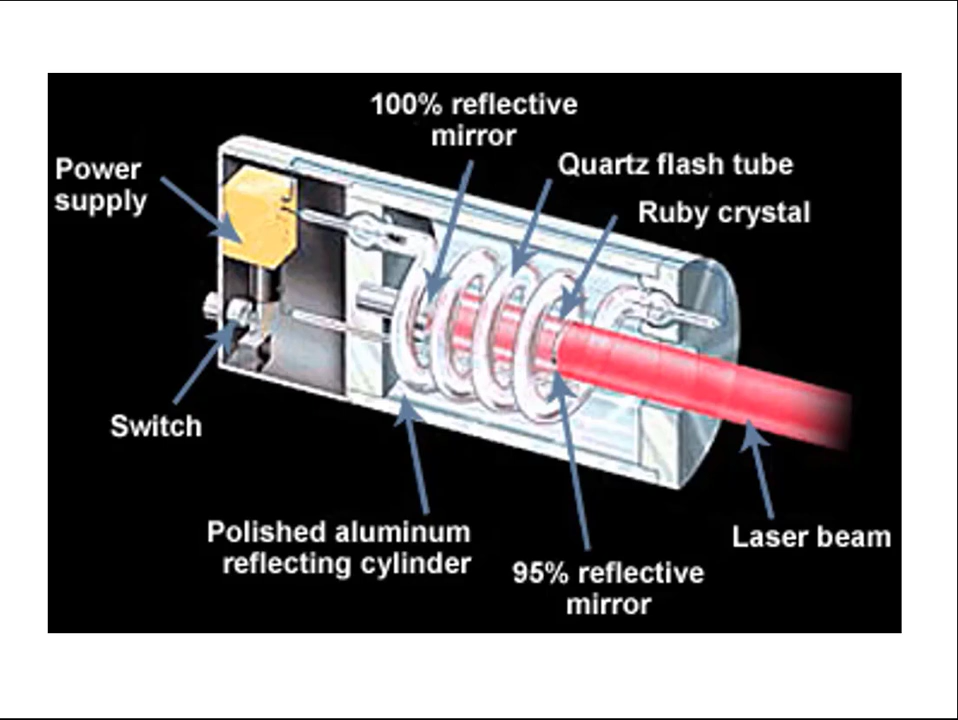 100% reflective
mirror
Power
supply
Quartz flash tube
Ruby crystal
Switch
Polished aluminum
reflecting cylinder
95% reflective
mirror
Laser beam